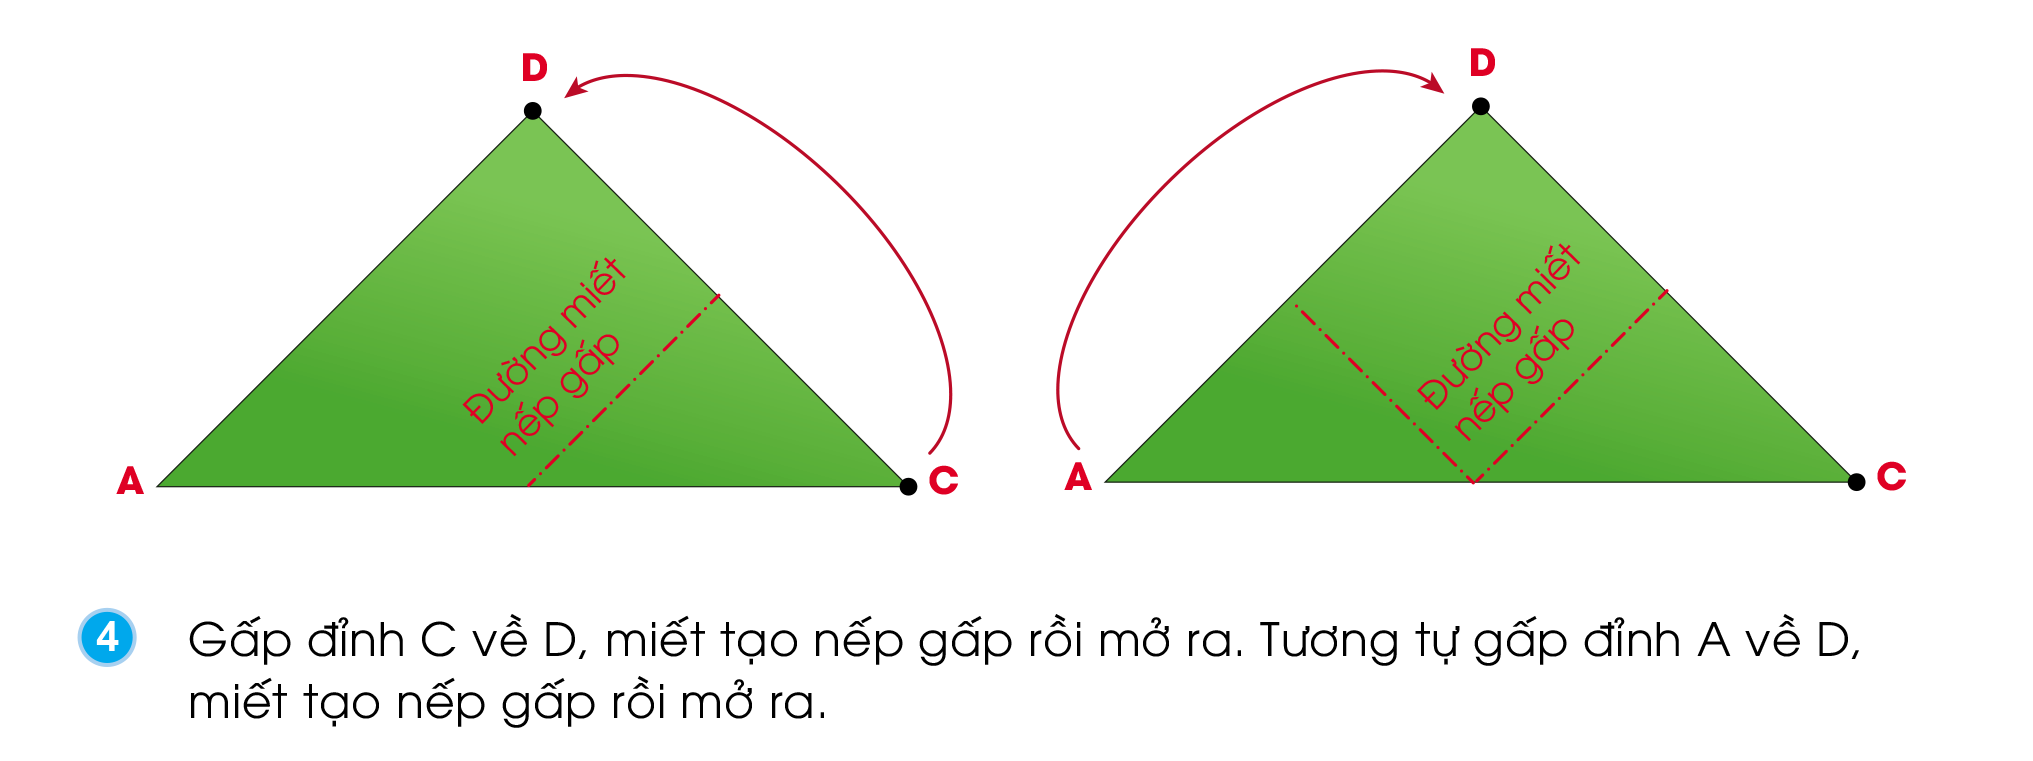 D
Đường miết
nếp gấp
A
C
D
Đường miết
nếp gấp
A
C
4 Gấp đỉnh C về D, miết tạo nếp gấp rồi mở ra. Tương tự gấp đỉnh A về D,
miết tạo nếp gấp rồi mở ra.